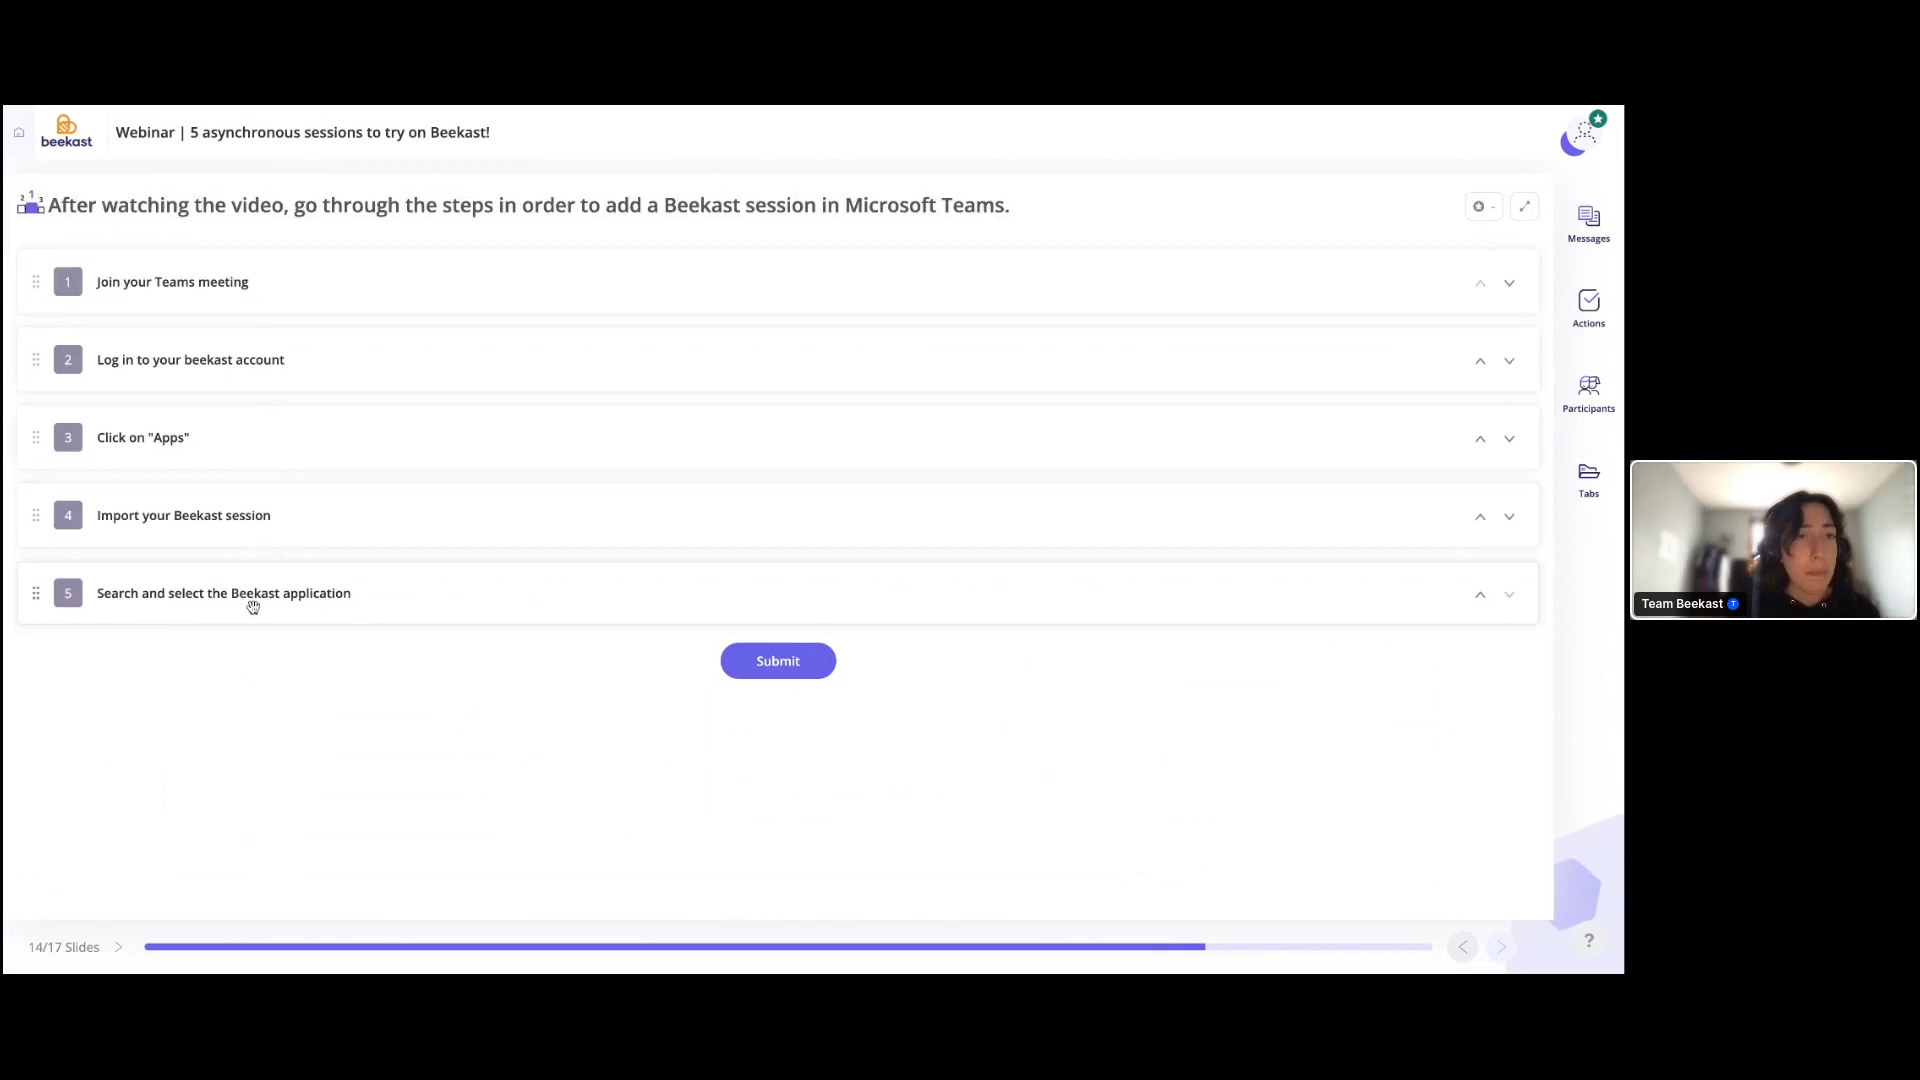 beekast
Webinar | 5 asynchronous sessions to try on Beekast!
2 1 3
After watching the video, go through the steps in order to add a Beekast session in Microsoft Teams.
-
1 Join your Teams meeting
2 Log in to your beekast account
3 Click on "Apps"
4 Import your Beekast session
5 Search and select the Beekast application
Submit
Messages
Actions
Participants
Tabs
Team Beekast T
14/17 Slides
?